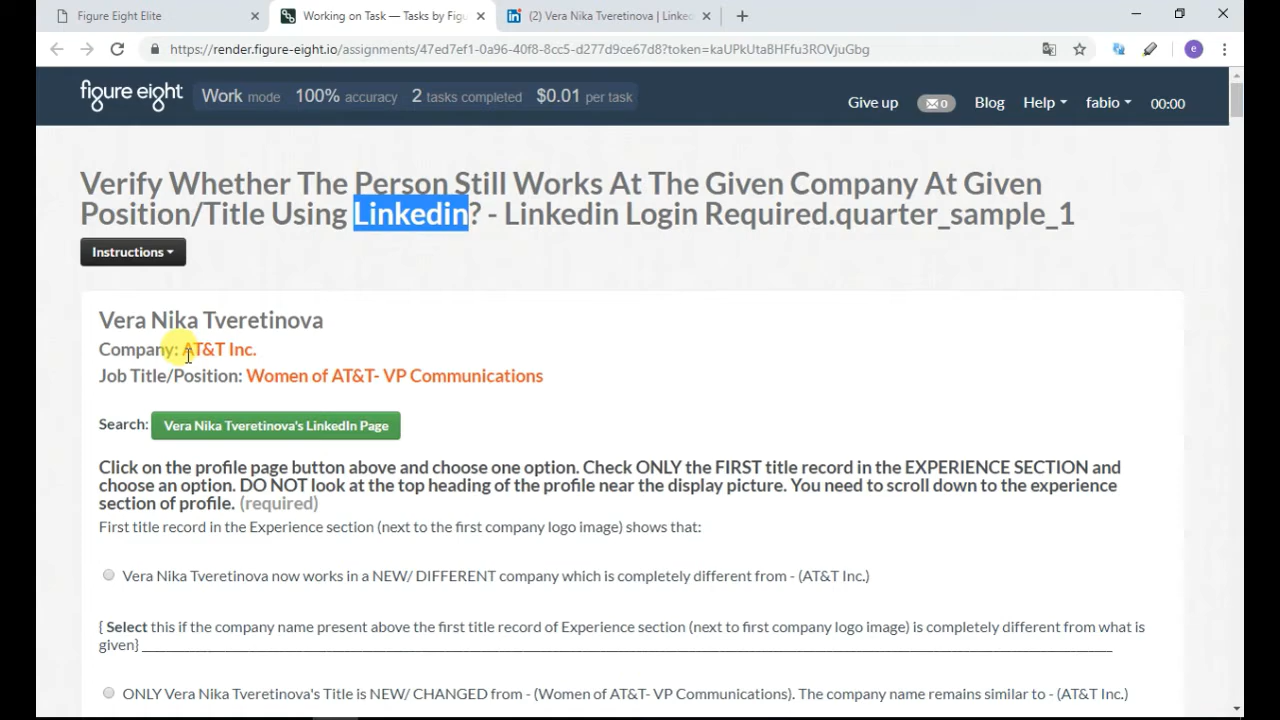 Figure Eight Elite
Working on Task — Tasks by Figu
(2) Vera Nika Tveretinova | Linked
https://render.figure-eight.io/assignments/47ed7ef1-0a96-40f8-8cc5-d277d9ce67d8?token=kaUPkUtaBHFfu3ROVjuGbg
e
figure eight
Work mode 100% accuracy 2 tasks completed $0.01 per task
Give up 0 Blog Help fabio 00:00
Verify Whether The Person Still Works At The Given Company At Given
Position/Title Using Linkedin? - Linkedin Login Required.quarter_sample_1
Instructions
Vera Nika Tveretinova
Company: AT&T Inc.
Job Title/Position: Women of AT&T- VP Communications
Search: Vera Nika Tveretinova's LinkedIn Page
Click on the profile page button above and choose one option. Check ONLY the FIRST title record in the EXPERIENCE SECTION and
choose an option. DO NOT look at the top heading of the profile near the display picture. You need to scroll down to the experience
section of profile. (required)
First title record in the Experience section (next to the first company logo image) shows that:
Vera Nika Tveretinova now works in a NEW/ DIFFERENT company which is completely different from - (AT&T Inc.)
{ Select this if the company name present above the first title record of Experience section (next to first company logo image) is completely different from what is
given}
ONLY Vera Nika Tveretinova's Title is NEW/ CHANGED from - (Women of AT&T- VP Communications). The company name remains similar to - (AT&T Inc.)